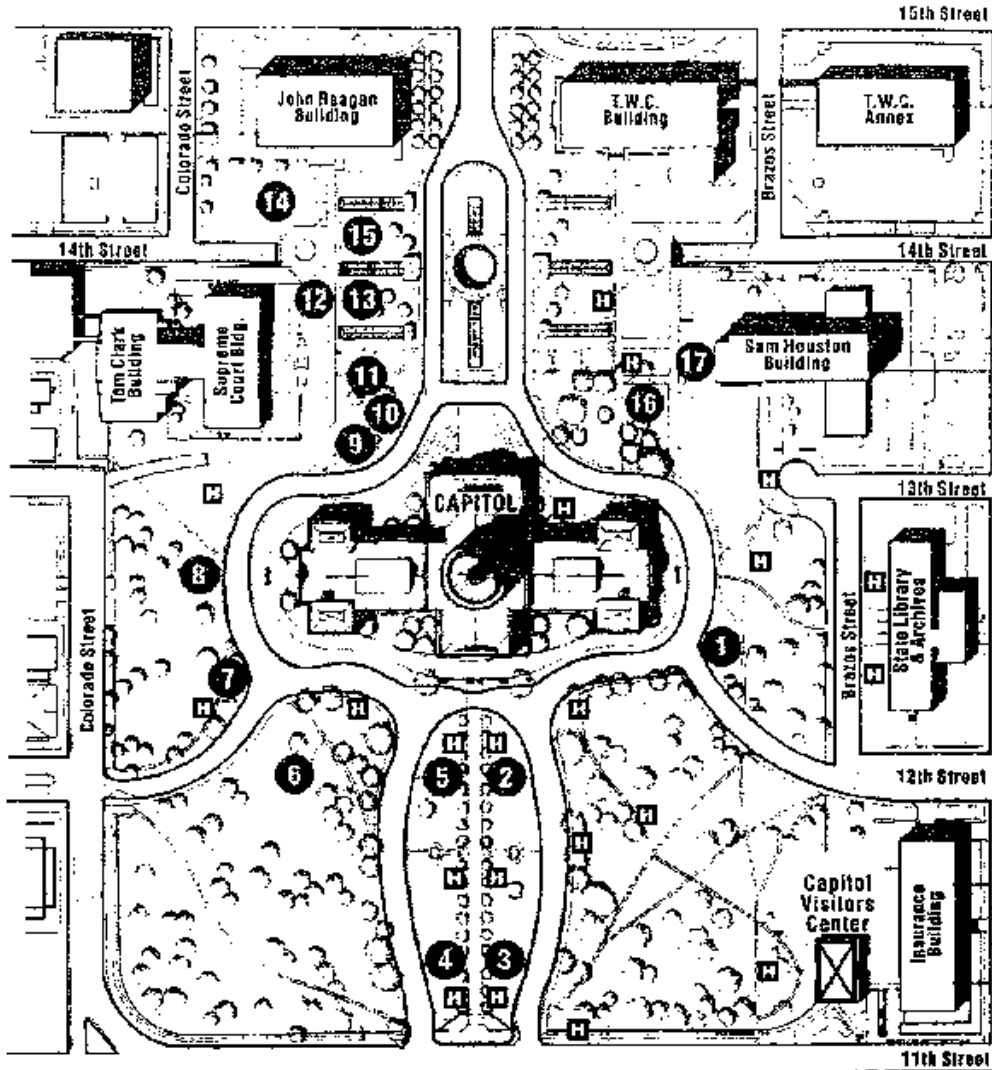 15th Street
John Reagan
Building
T.W.C.
Building
T.W.C.
Annex
Colorado Street
Brazos Street
14
15
14th Street
14th Street
12
13
H
Tom Clark
Building
Supreme
Court Bldg.
11
H
17
Sam Houston
Building
10
16
9
H
H
CAPITOL
H
13th Street
8
H
H
State Library
& Archives
Colorado Street
Brazos Street
1
7
H
H
H
H
H
H
6
5
2
12th Street
H
H
H
H
Capitol
Visitors
Center
Insurance
Building
4
3
H
H
H
H
11th Street